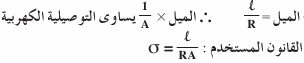 الميل = ℓ/R ∴ الميل × 1/A يساوى التوصيلية الكهربية
القانون المستخدم : σ = ℓ/RA